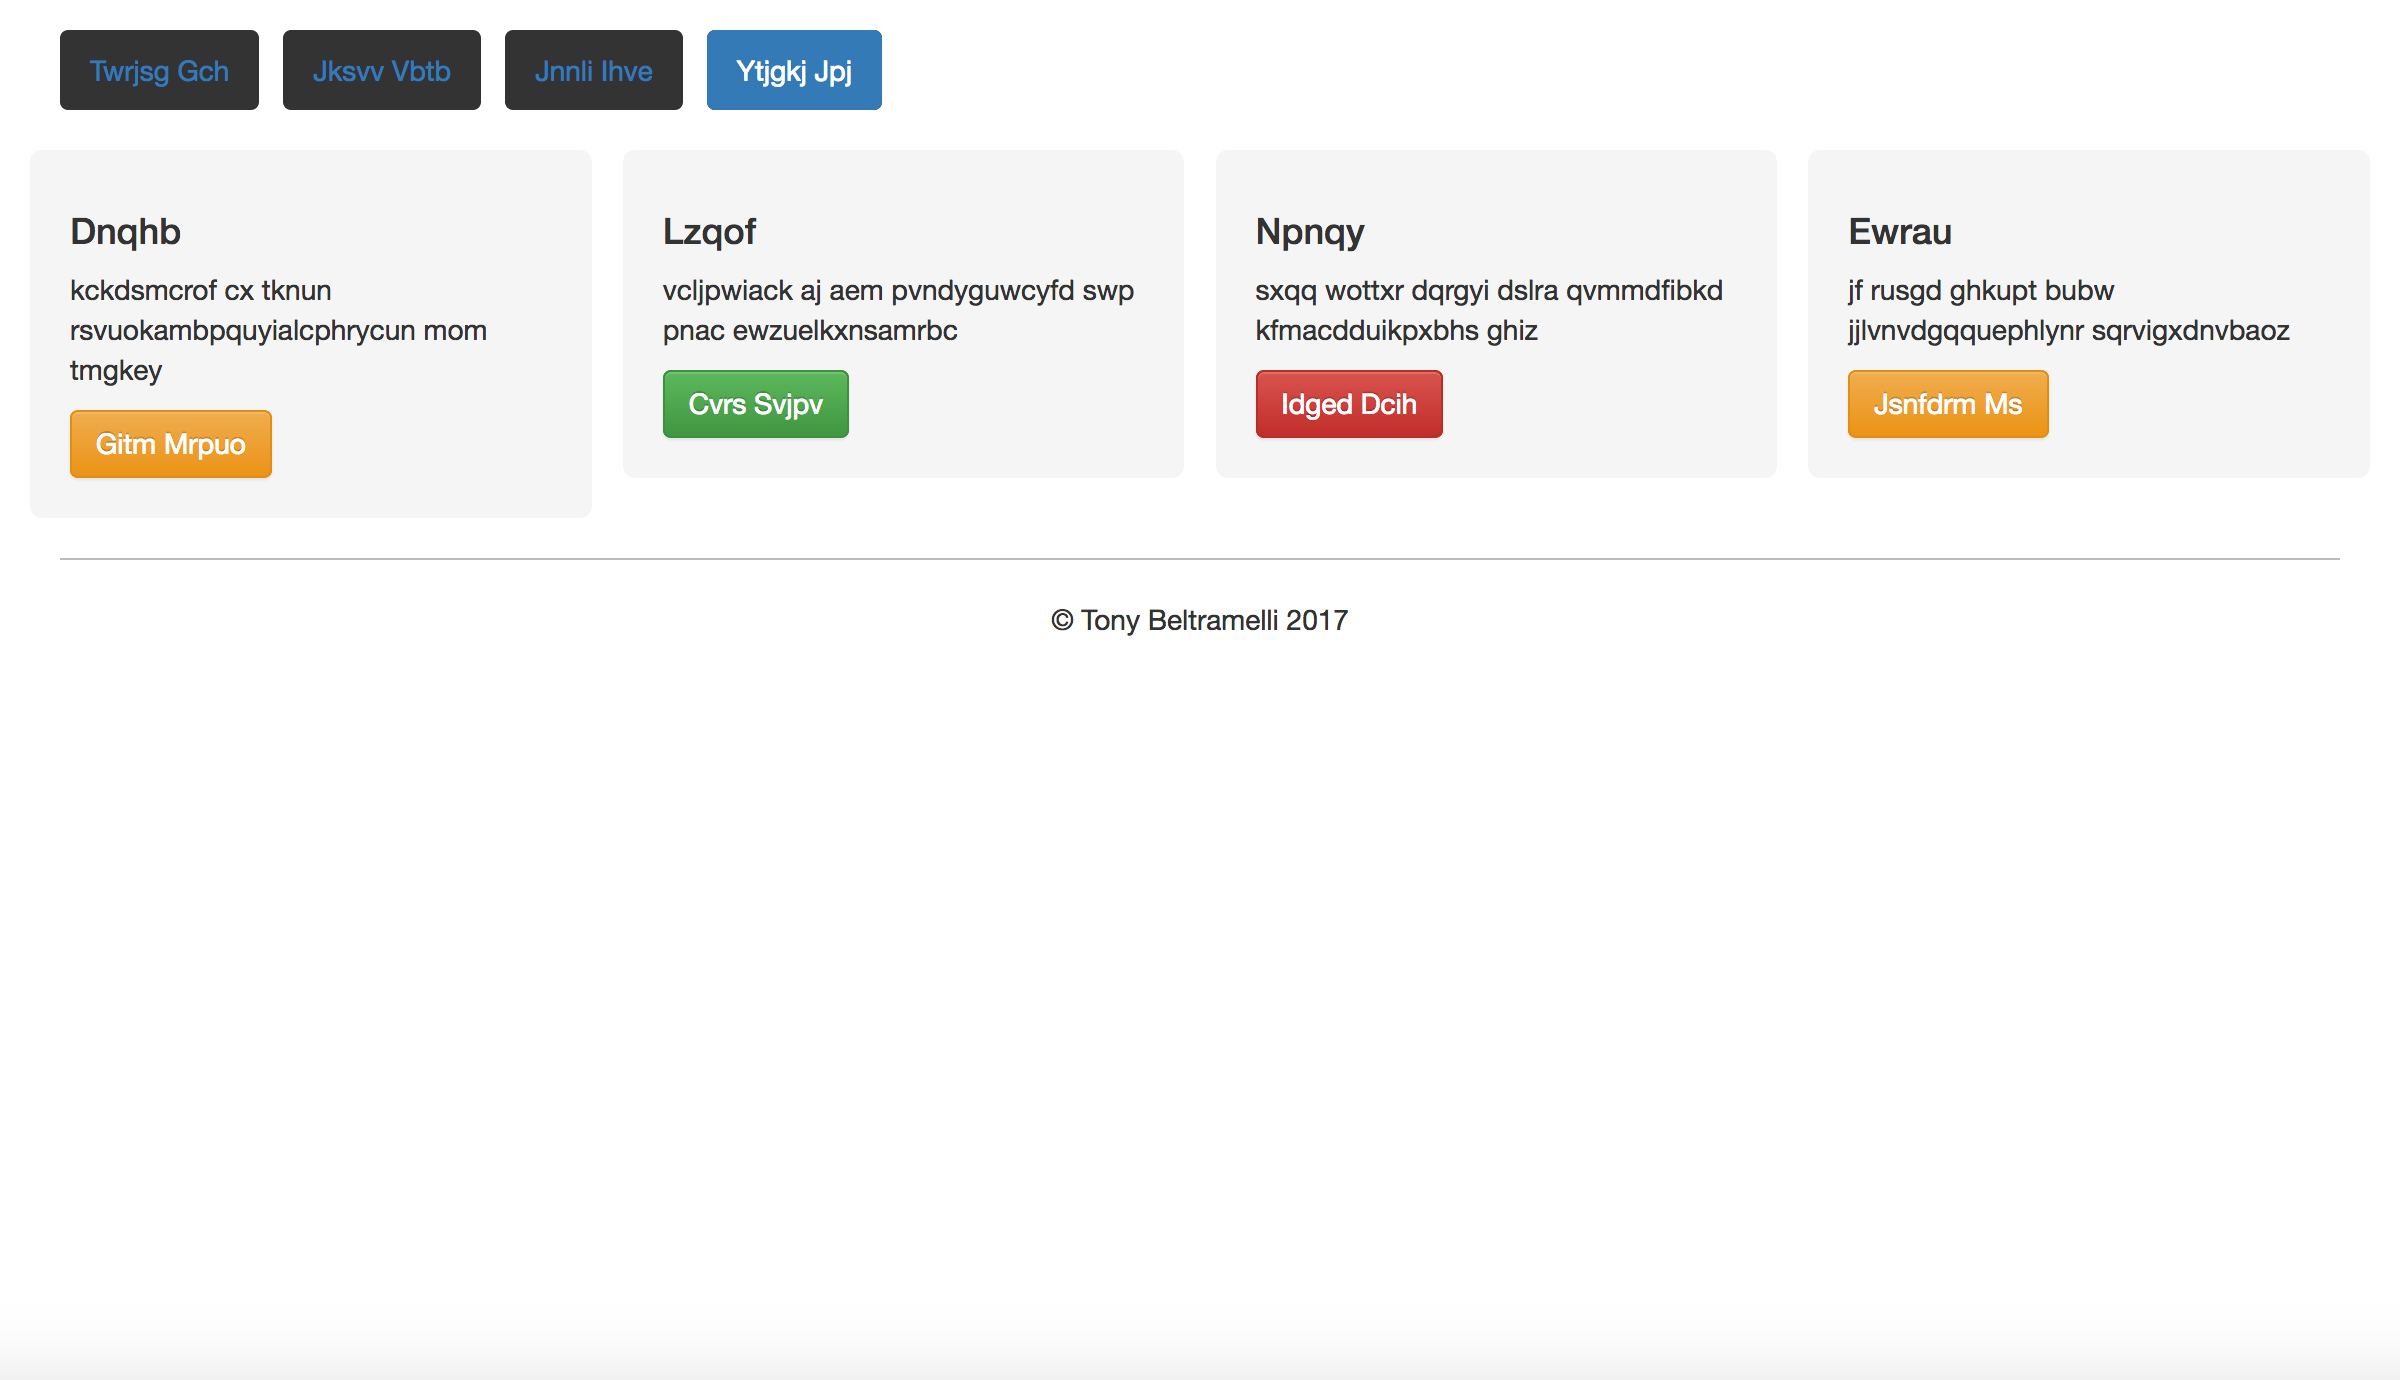 Twrjsg Gch
Jksvv Vbtb
Jnnli Ihve
Ytjgkj Jpj
Dnqhb
kckdsmcrof cx tknun
rsvuokambpquyialcphrycun mom
tmgkey
Gitm Mrpuo
Lzqof
vcljpwiack aj aem pvndyguwcyfd swp
pnac ewzuelkxnsamrbc
Cvrs Svjpv
Npnqy
sxqq wottxr dqrgyi dslra qvmmdfibkd
kfmacdduikpxbhs ghiz
Idged Dcih
Ewrau
jf rusgd ghkupt bubw
jjlvnvdgqquephlynr sqrvigxdnvbaoz
Jsnfdrm Ms
© Tony Beltramelli 2017